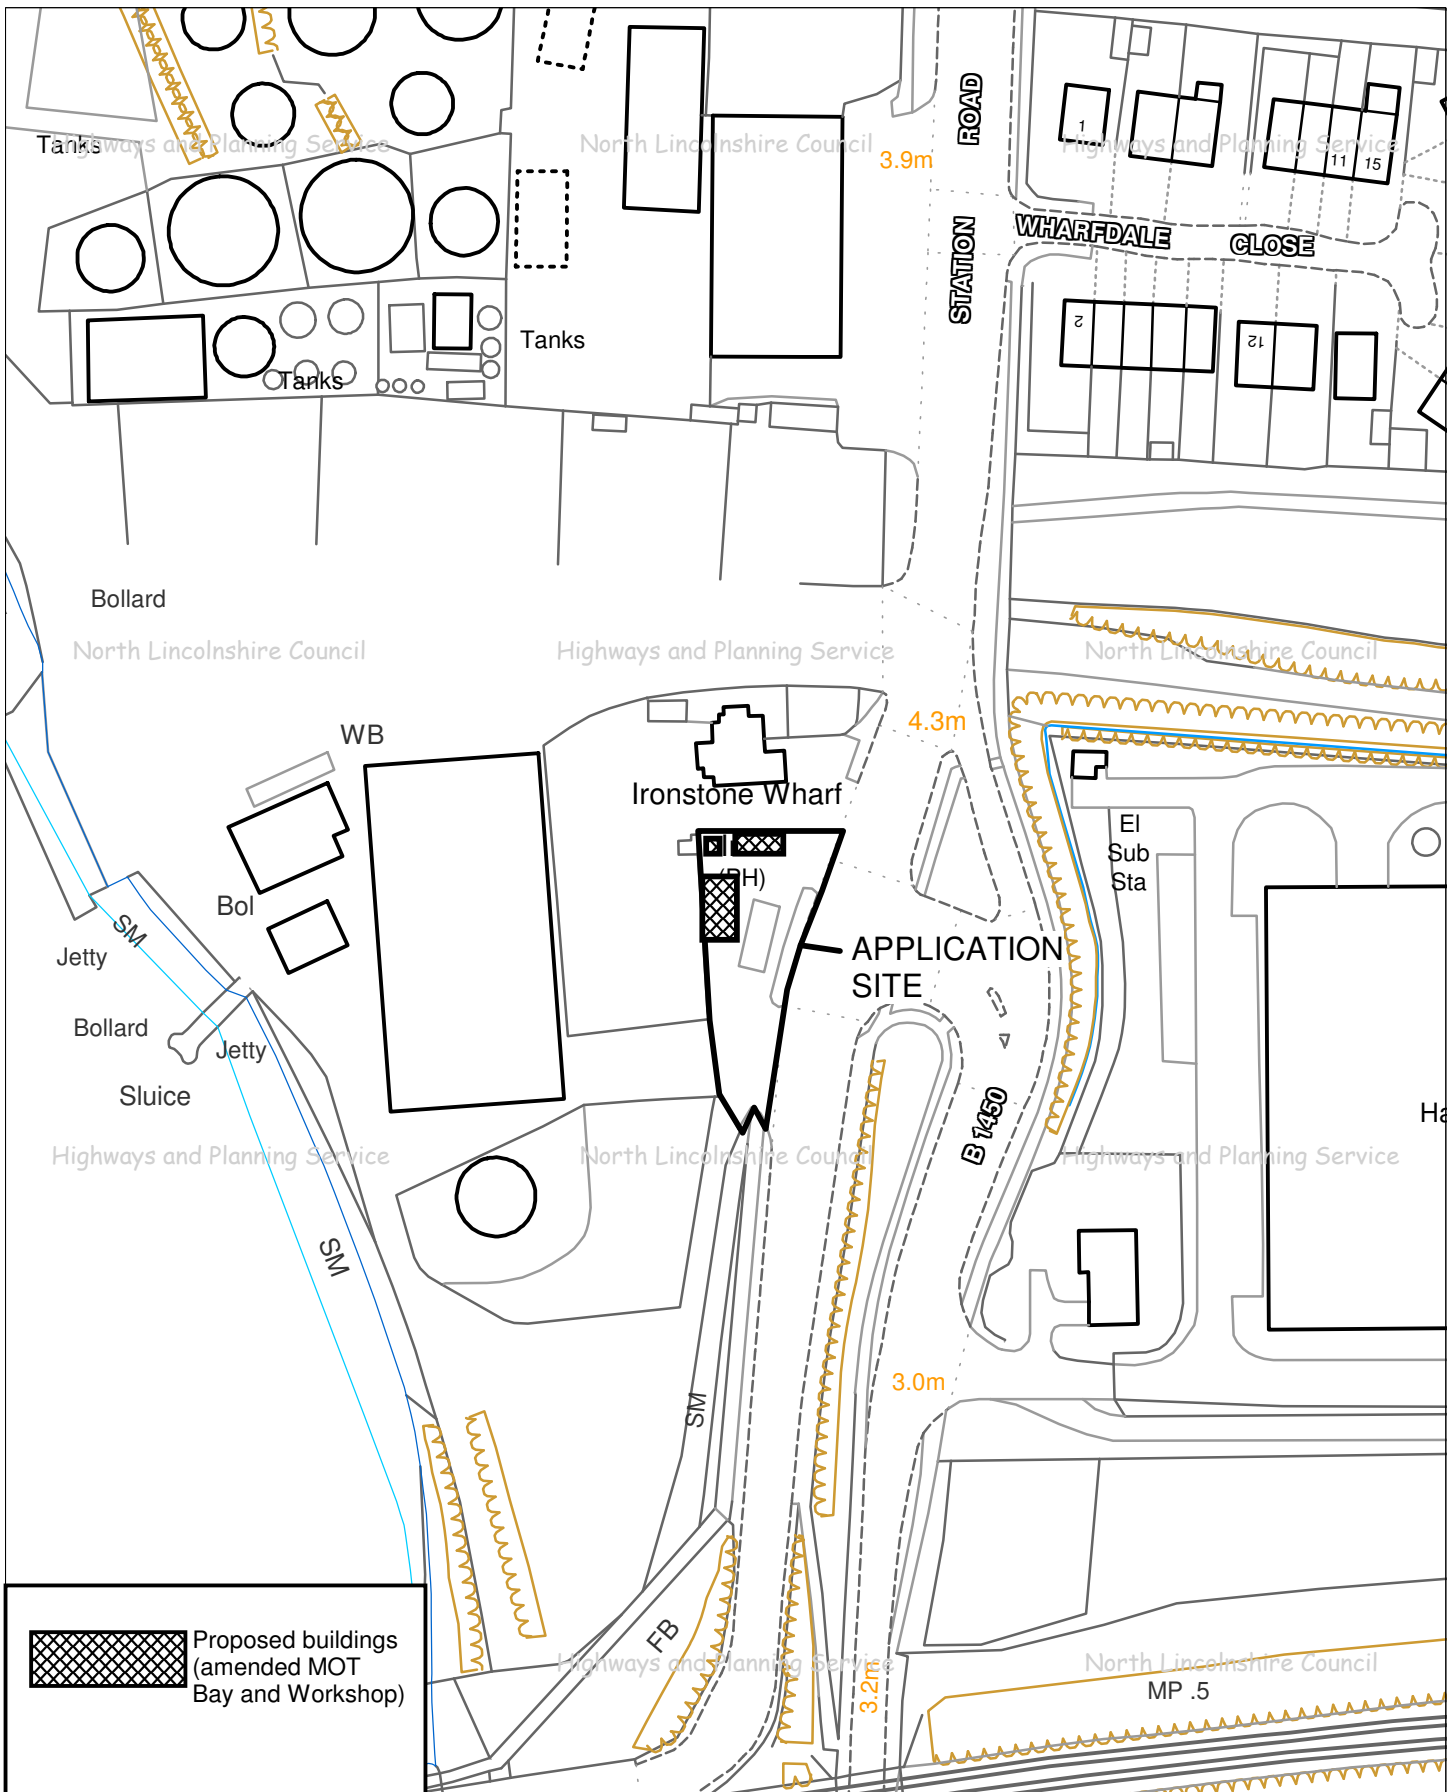 ROAD
1
Tanks
Highways and Planning Service
North Lincolnshire Council
3.9m
Highways and Planning Service
11
15
STATION
WHARFDALE
CLOSE
2
12
Tanks
Tanks
Bollard
North Lincolnshire Council
Highways and Planning Service
North Lincolnshire Council
4.3m
WB
Ironstone Wharf
El
Sub
Sta
(PH)
Bol
SM
Jetty
APPLICATION
SITE
Bollard
Jetty
Sluice
B 1450
Ha
Highways and Planning Service
North Lincolnshire Council
Highways and Planning Service
SM
3.0m
SM
FB
Proposed buildings
(amended MOT
Bay and Workshop)
Highways and Planning Service
North Lincolnshire Council
3.2m
MP .5